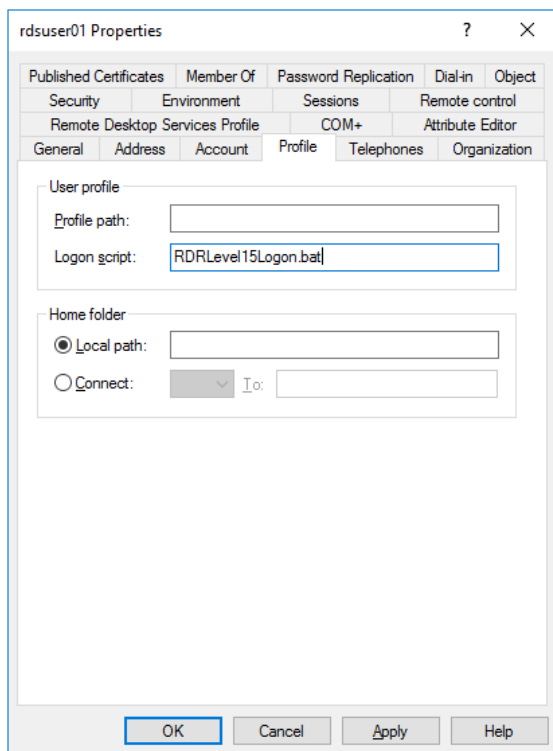 rdsuser01 Properties ? ×
Published Certificates Member Of Password Replication Dial-in Object
Security Environment Sessions Remote control
Remote Desktop Services Profile COM+ Attribute Editor
General Address Account Profile Telephones Organization
User profile
Profile path:
Logon script: RDRLevel15Logon.bat
Home folder
Local path:
Connect: To:
OK Cancel Apply Help